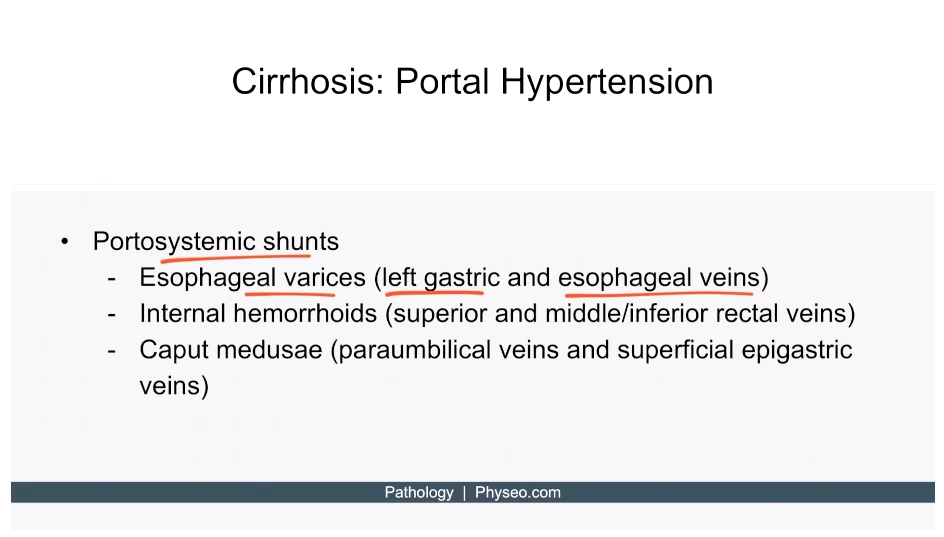 Cirrhosis: Portal Hypertension
• Portosystemic shunts
- Esophageal varices (left gastric and esophageal veins)
- Internal hemorrhoids (superior and middle/inferior rectal veins)
- Caput medusae (paraumbilical veins and superficial epigastric
veins)
Pathology | Physeo.com